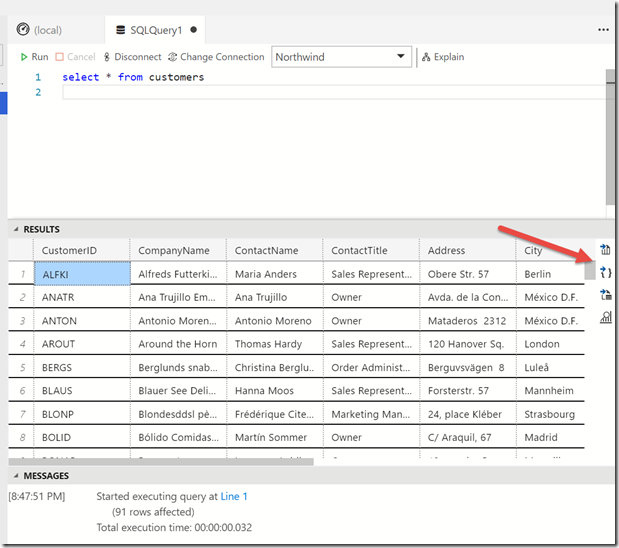 (local) SQLQuery1 ● ...
Run Cancel Disconnect Change Connection Northwind Explain
1 select * from customers
2
RESULTS
CustomerID CompanyName ContactName ContactTitle Address City
1 ALFKI Alfreds Futterki... Maria Anders Sales Represent... Obere Str. 57 Berlin
2 ANATR Ana Trujillo Em... Ana Trujillo Owner Avda. de la Con... México D.F.
3 ANTON Antonio Moren... Antonio Moreno Owner Mataderos 2312 México D.F.
4 AROUT Around the Horn Thomas Hardy Sales Represent... 120 Hanover Sq. London
5 BERGS Berglunds snab... Christina Berglu... Order Administ... Berguvsvägen 8 Luleå
6 BLAUS Blauer See Deli... Hanna Moos Sales Represent... Forsterstr. 57 Mannheim
7 BLONP Blondesddsl pè... Frédérique Cite... Marketing Man... 24, place Kléber Strasbourg
8 BOLID Bólido Comidas... Martín Sommer Owner C/ Araquil, 67 Madrid
MESSAGES
[8:47:51 PM] Started executing query at Line 1
(91 rows affected)
Total execution time: 00:00:00.032